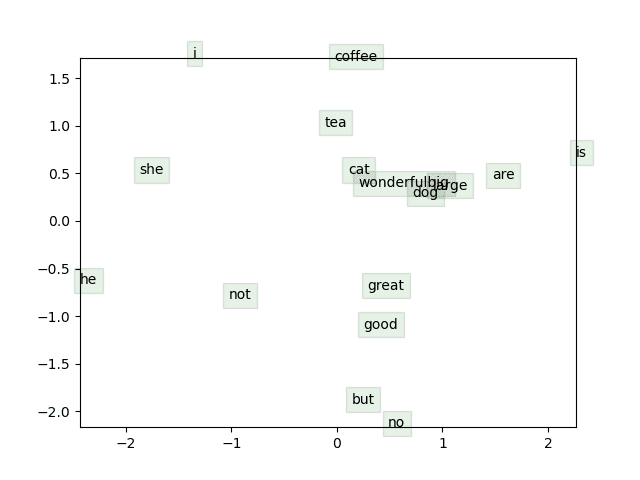 i
coffee
1.5
tea
1.0
is
she
cat
are
0.5
wonderful
big
large
dog
0.0
he
−0.5
not
great
good
−1.0
−1.5
but
no
−2.0
−2
−1
0
1
2